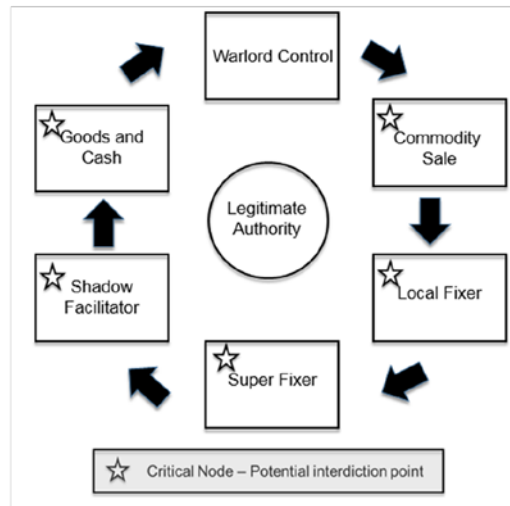 Warlord Control
Goods and
Cash
Commodity
Sale
Legitimate
Authority
Shadow
Facilitator
Local Fixer
Super Fixer
Critical Node – Potential interdiction point